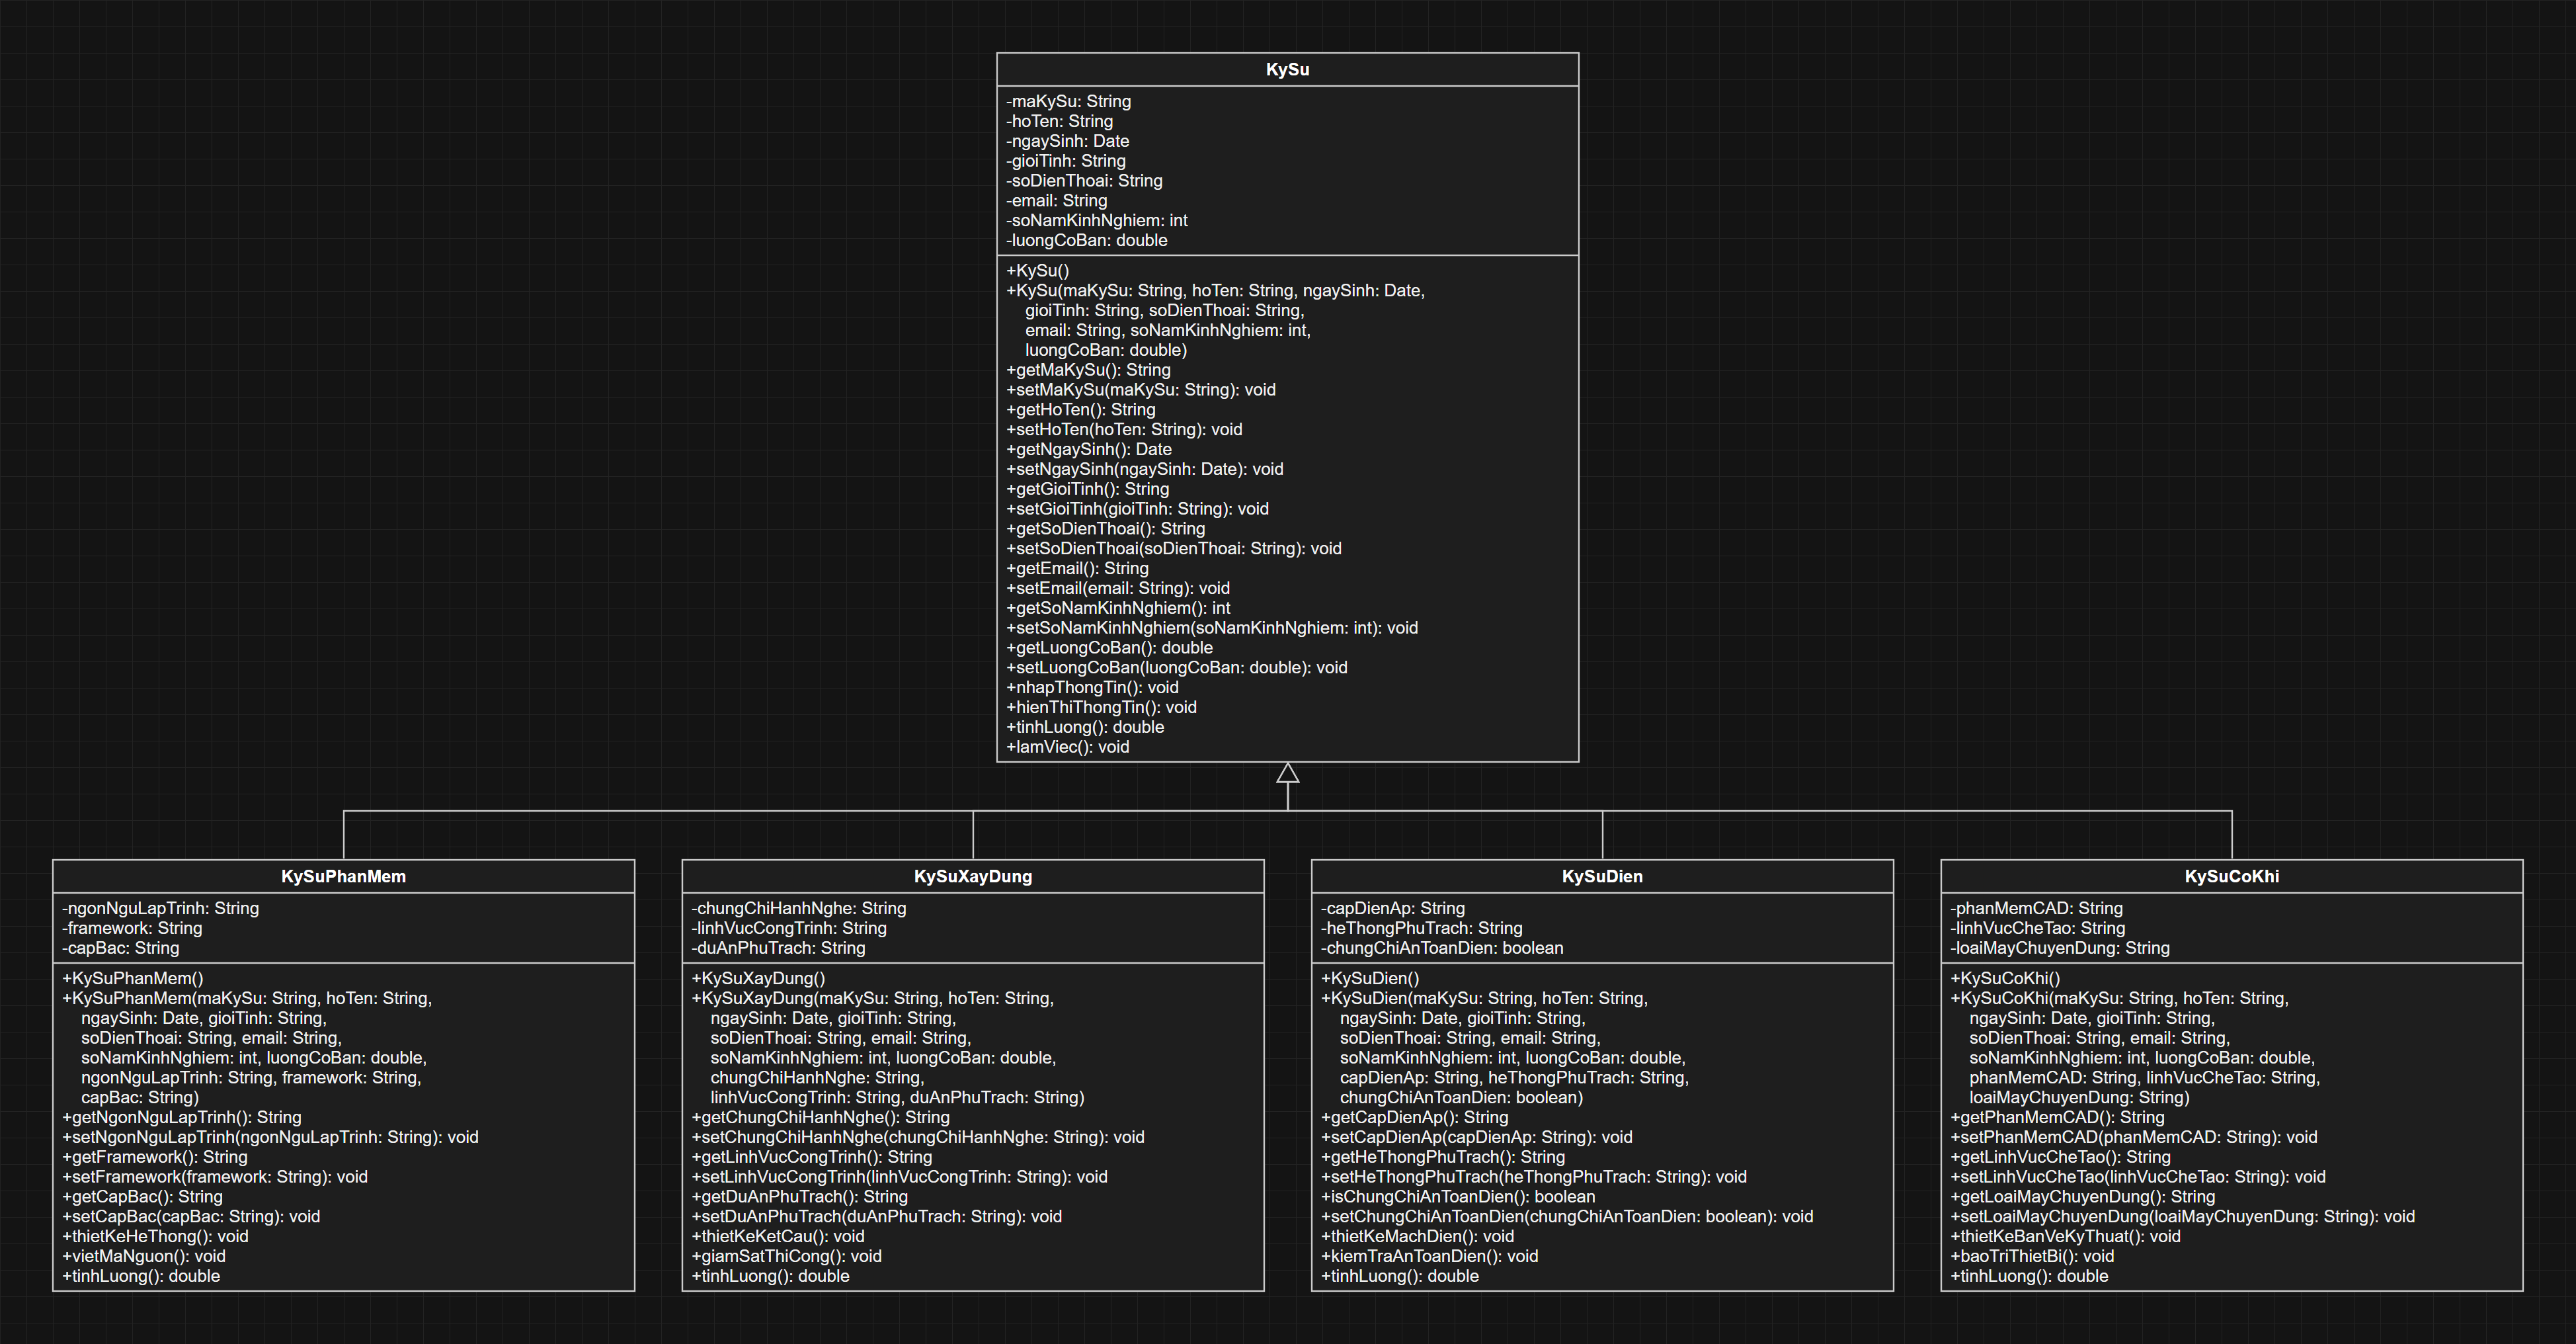 KySu
-maKySu: String
-hoTen: String
-ngaySinh: Date
-gioiTinh: String
-soDienThoai: String
-email: String
-soNamKinhNghiem: int
-luongCoBan: double
+KySu()
+KySu(maKySu: String, hoTen: String, ngaySinh: Date,
gioiTinh: String, soDienThoai: String,
email: String, soNamKinhNghiem: int,
luongCoBan: double)
+getMaKySu(): String
+setMaKySu(maKySu: String): void
+getHoTen(): String
+setHoTen(hoTen: String): void
+getNgaySinh(): Date
+setNgaySinh(ngaySinh: Date): void
+getGioiTinh(): String
+setGioiTinh(gioiTinh: String): void
+getSoDienThoai(): String
+setSoDienThoai(soDienThoai: String): void
+getEmail(): String
+setEmail(email: String): void
+getSoNamKinhNghiem(): int
+setSoNamKinhNghiem(soNamKinhNghiem: int): void
+getLuongCoBan(): double
+setLuongCoBan(luongCoBan: double): void
+nhapThongTin(): void
+hienThiThongTin(): void
+tinhLuong(): double
+lamViec(): void
KySuPhanMem
-ngonNguLapTrinh: String
-framework: String
-capBac: String
+KySuPhanMem()
+KySuPhanMem(maKySu: String, hoTen: String,
ngaySinh: Date, gioiTinh: String,
soDienThoai: String, email: String,
soNamKinhNghiem: int, luongCoBan: double,
ngonNguLapTrinh: String, framework: String,
capBac: String)
+getNgonNguLapTrinh(): String
+setNgonNguLapTrinh(ngonNguLapTrinh: String): void
+getFramework(): String
+setFramework(framework: String): void
+getCapBac(): String
+setCapBac(capBac: String): void
+thietKeHeThong(): void
+vietMaNguon(): void
+tinhLuong(): double
KySuXayDung
-chungChiHanhNghe: String
-linhVucCongTrinh: String
-duAnPhuTrach: String
+KySuXayDung()
+KySuXayDung(maKySu: String, hoTen: String,
ngaySinh: Date, gioiTinh: String,
soDienThoai: String, email: String,
soNamKinhNghiem: int, luongCoBan: double,
chungChiHanhNghe: String,
linhVucCongTrinh: String, duAnPhuTrach: String)
+getChungChiHanhNghe(): String
+setChungChiHanhNghe(chungChiHanhNghe: String): void
+getLinhVucCongTrinh(): String
+setLinhVucCongTrinh(linhVucCongTrinh: String): void
+getDuAnPhuTrach(): String
+setDuAnPhuTrach(duAnPhuTrach: String): void
+thietKeKetCau(): void
+giamSatThiCong(): void
+tinhLuong(): double
KySuDien
-capDienAp: String
-heThongPhuTrach: String
-chungChiAnToanDien: boolean
+KySuDien()
+KySuDien(maKySu: String, hoTen: String,
ngaySinh: Date, gioiTinh: String,
soDienThoai: String, email: String,
soNamKinhNghiem: int, luongCoBan: double,
capDienAp: String, heThongPhuTrach: String,
chungChiAnToanDien: boolean)
+getCapDienAp(): String
+setCapDienAp(capDienAp: String): void
+getHeThongPhuTrach(): String
+setHeThongPhuTrach(heThongPhuTrach: String): void
+isChungChiAnToanDien(): boolean
+setChungChiAnToanDien(chungChiAnToanDien: boolean): void
+thietKeMachDien(): void
+kiemTraAnToanDien(): void
+tinhLuong(): double
KySuCoKhi
-phanMemCAD: String
-linhVucCheTao: String
-loaiMayChuyenDung: String
+KySuCoKhi()
+KySuCoKhi(maKySu: String, hoTen: String,
ngaySinh: Date, gioiTinh: String,
soDienThoai: String, email: String,
soNamKinhNghiem: int, luongCoBan: double,
phanMemCAD: String, linhVucCheTao: String,
loaiMayChuyenDung: String)
+getPhanMemCAD(): String
+setPhanMemCAD(phanMemCAD: String): void
+getLinhVucCheTao(): String
+setLinhVucCheTao(linhVucCheTao: String): void
+getLoaiMayChuyenDung(): String
+setLoaiMayChuyenDung(loaiMayChuyenDung: String): void
+thietKeBanVeKyThuat(): void
+baoTriThietBi(): void
+tinhLuong(): double